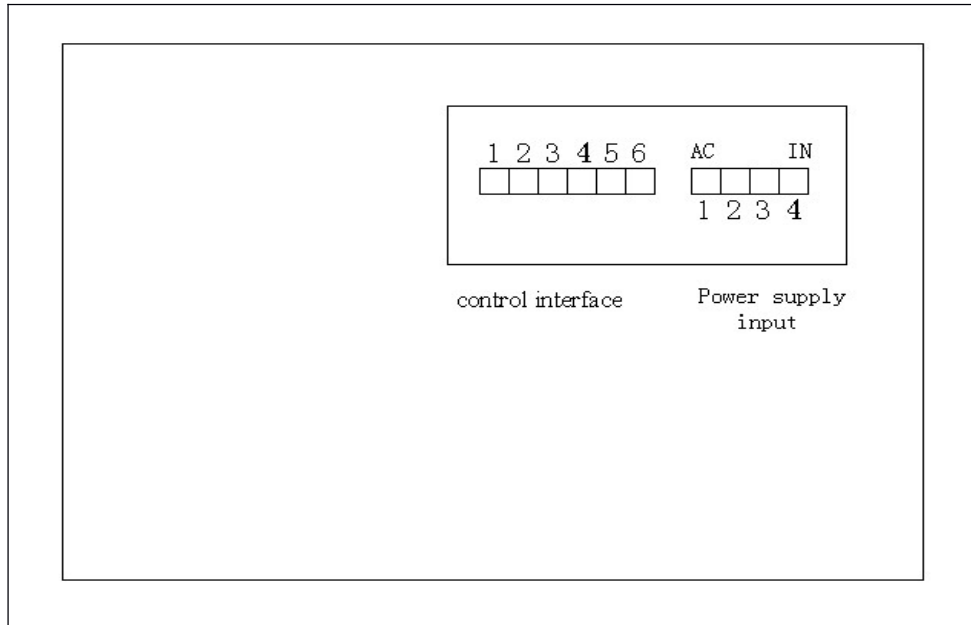 1 2 3 4 5 6
AC IN
1 2 3 4
control interface
Power supply
input